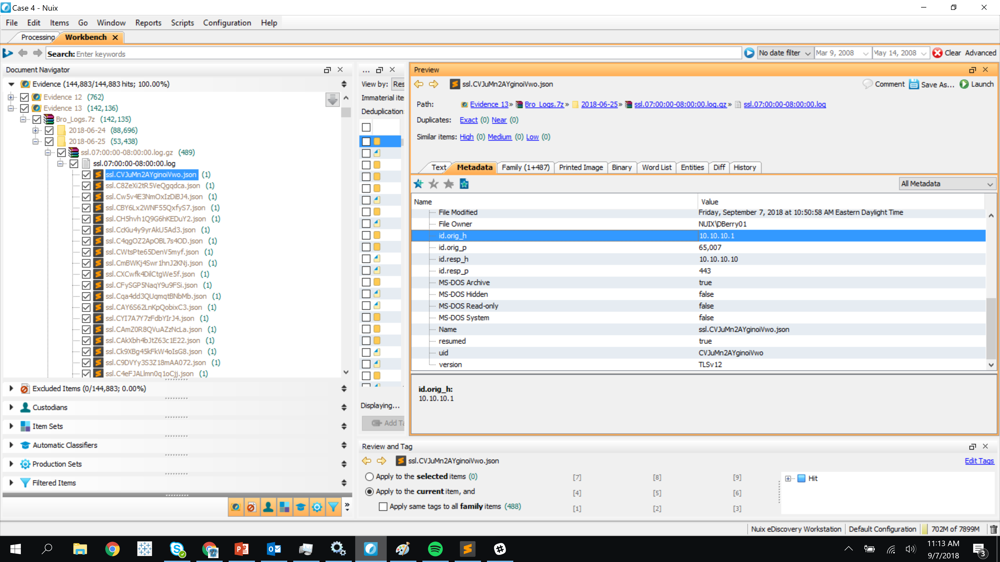 Case 4 - Nuix
File Edit Items Go Window Reports Scripts Configuration Help
Processing Workbench
Search: Enter keywords No date filter Mar 9, 2008 May 14, 2008 Clear Advanced
Document Navigator
Evidence (144,883/144,883 hits; 100.00%)
Evidence 12 (762)
Evidence 13 (142,136)
Bro_Logs.7z (142,135)
2018-06-24 (88,696)
2018-06-25 (53,438)
ssl.07:00:00-08:00:00.log.gz (489)
ssl.07:00:00-08:00:00.log
ssl.CVJuMn2AYginoiVwo.json (1)
ssl.C8ZeXi2tR5VeQgqdca.json (1)
ssl.Cw5v4E3NmOxIzDiBJ4.json (1)
ssl.CBY6Lx2WNF55QxfyS7.json (1)
ssl.CH5hvh1Q9G6hKEDuY2.json (1)
ssl.CcKiu4y9yrAkU5Ad3.json (1)
ssl.C4qgOZ2ApOBL7s4OD.json (1)
ssl.CWtsPte65DenV5myf.json (1)
ssl.CmBWKj4Swr1hnJ2KNj.json (1)
ssl.CXCwfk4DilCtgWe5f.json (1)
ssl.CFySGP5NaqY9u9FSi.json (1)
ssl.Cqa4dd3QUqmqtBNbMb.json (1)
ssl.CAY6S62LnKpQobixC3.json (1)
ssl.CYI7A7Y7zFdbYIrJ4.json (1)
ssl.CAmZ0R8QVuAZzNcLa.json (1)
ssl.CAkXbh4bJtZ63c1E22.json (1)
ssl.Ck9XBg45kFkW4oIsG8.json (1)
ssl.C9DVYy3S3Z18mAA072.json (1)
ssl.C4eFJALlmn0q1oCjj.json (1)
Excluded Items (0/144,883; 0.00%)
Custodians
Item Sets
Automatic Classifiers
Production Sets
Filtered Items
...
View by: Res
Immaterial ite
Deduplication:
Displaying...
Add Ta
Preview
ssl.CVJuMn2AYginoiVwo.json Comment Save As... Launch
Path: Evidence 13» Bro_Logs.7z» 2018-06-25» ssl.07:00:00-08:00:00.log.gz» ssl.07:00:00-08:00:00.log
Duplicates: Exact (0) Near (0)
Similar items: High (0) Medium (0) Low (0)
Text Metadata Family (1+487) Printed Image Binary Word List Entities Diff History
All Metadata
Name Value
File Modified Friday, September 7, 2018 at 10:50:58 AM Eastern Daylight Time
File Owner NUIX\DBerry01
id.orig_h 10.10.10.1
id.orig_p 65,007
id.resp_h 10.10.10.10
id.resp_p 443
MS-DOS Archive true
MS-DOS Hidden false
MS-DOS Read-only false
MS-DOS System false
Name ssl.CVJuMn2AYginoiVwo.json
resumed true
uid CVJuMn2AYginoiVwo
version TLSv12
id.orig_h:
10.10.10.1
Review and Tag
ssl.CVJuMn2AYginoiVwo.json Edit Tags
Apply to the selected items (0) [7] [8] [9] Hit
Apply to the current item, and [4] [5] [6]
Apply same tags to all family items (488) [1] [2] [3]
Nuix eDiscovery Workstation Default Configuration 702M of 7899M
11:13 AM
9/7/2018
3